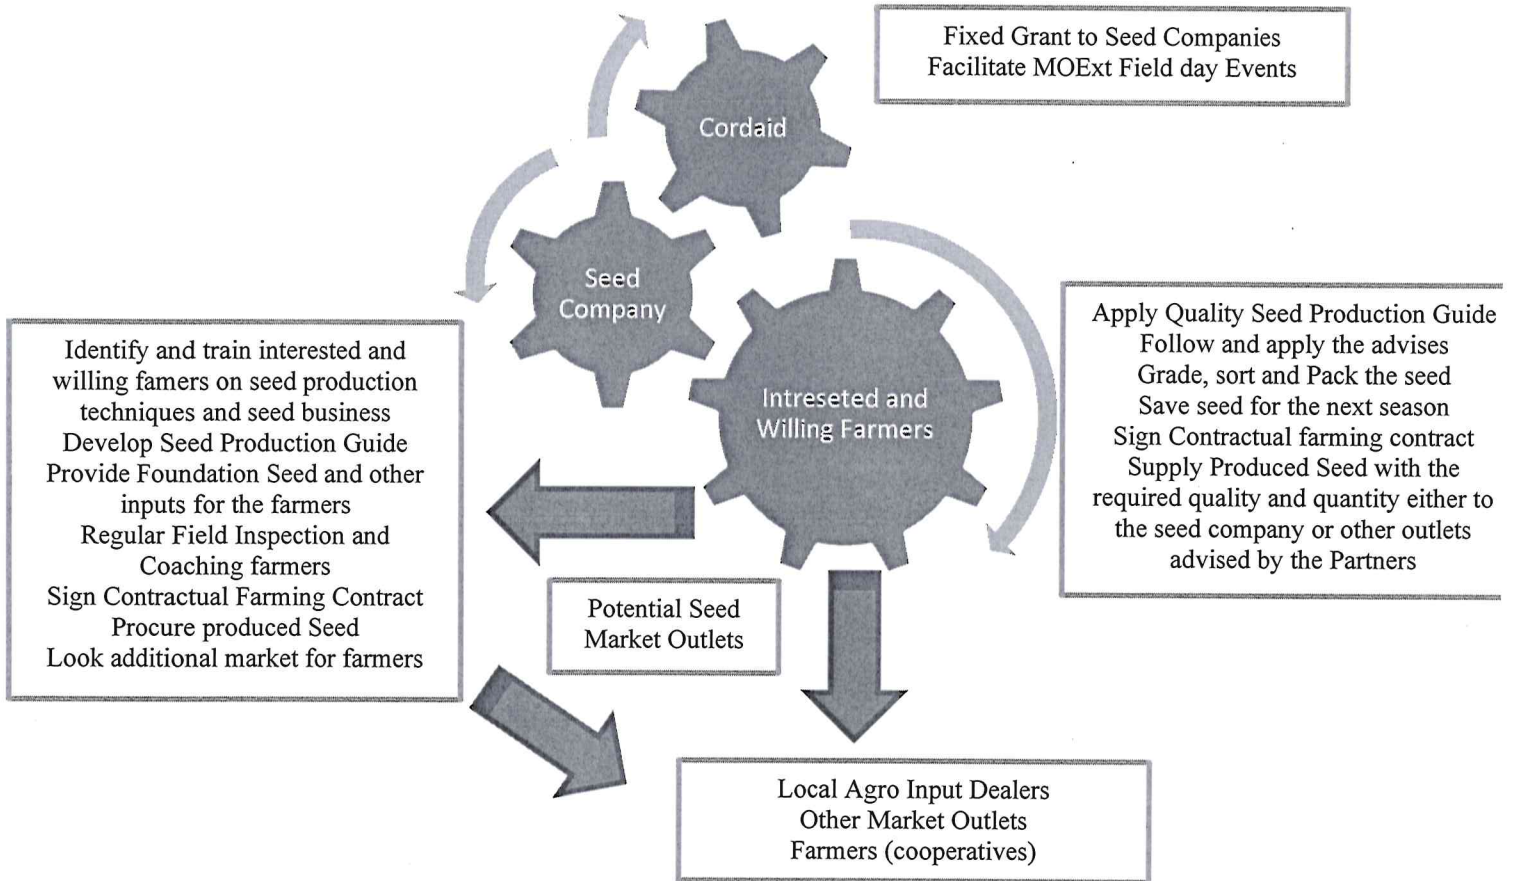 Fixed Grant to Seed Companies
Facilitate MOExt Field day Events
Cordaid
Seed
Company
Intreseted and
Willing Farmers
Identify and train interested and
willing famers on seed production
techniques and seed business
Develop Seed Production Guide
Provide Foundation Seed and other
inputs for the farmers
Regular Field Inspection and
Coaching farmers
Sign Contractual Farming Contract
Procure produced Seed
Look additional market for farmers
Apply Quality Seed Production Guide
Follow and apply the advises
Grade, sort and Pack the seed
Save seed for the next season
Sign Contractual farming contract
Supply Produced Seed with the
required quality and quantity either to
the seed company or other outlets
advised by the Partners
Potential Seed
Market Outlets
Local Agro Input Dealers
Other Market Outlets
Farmers (cooperatives)